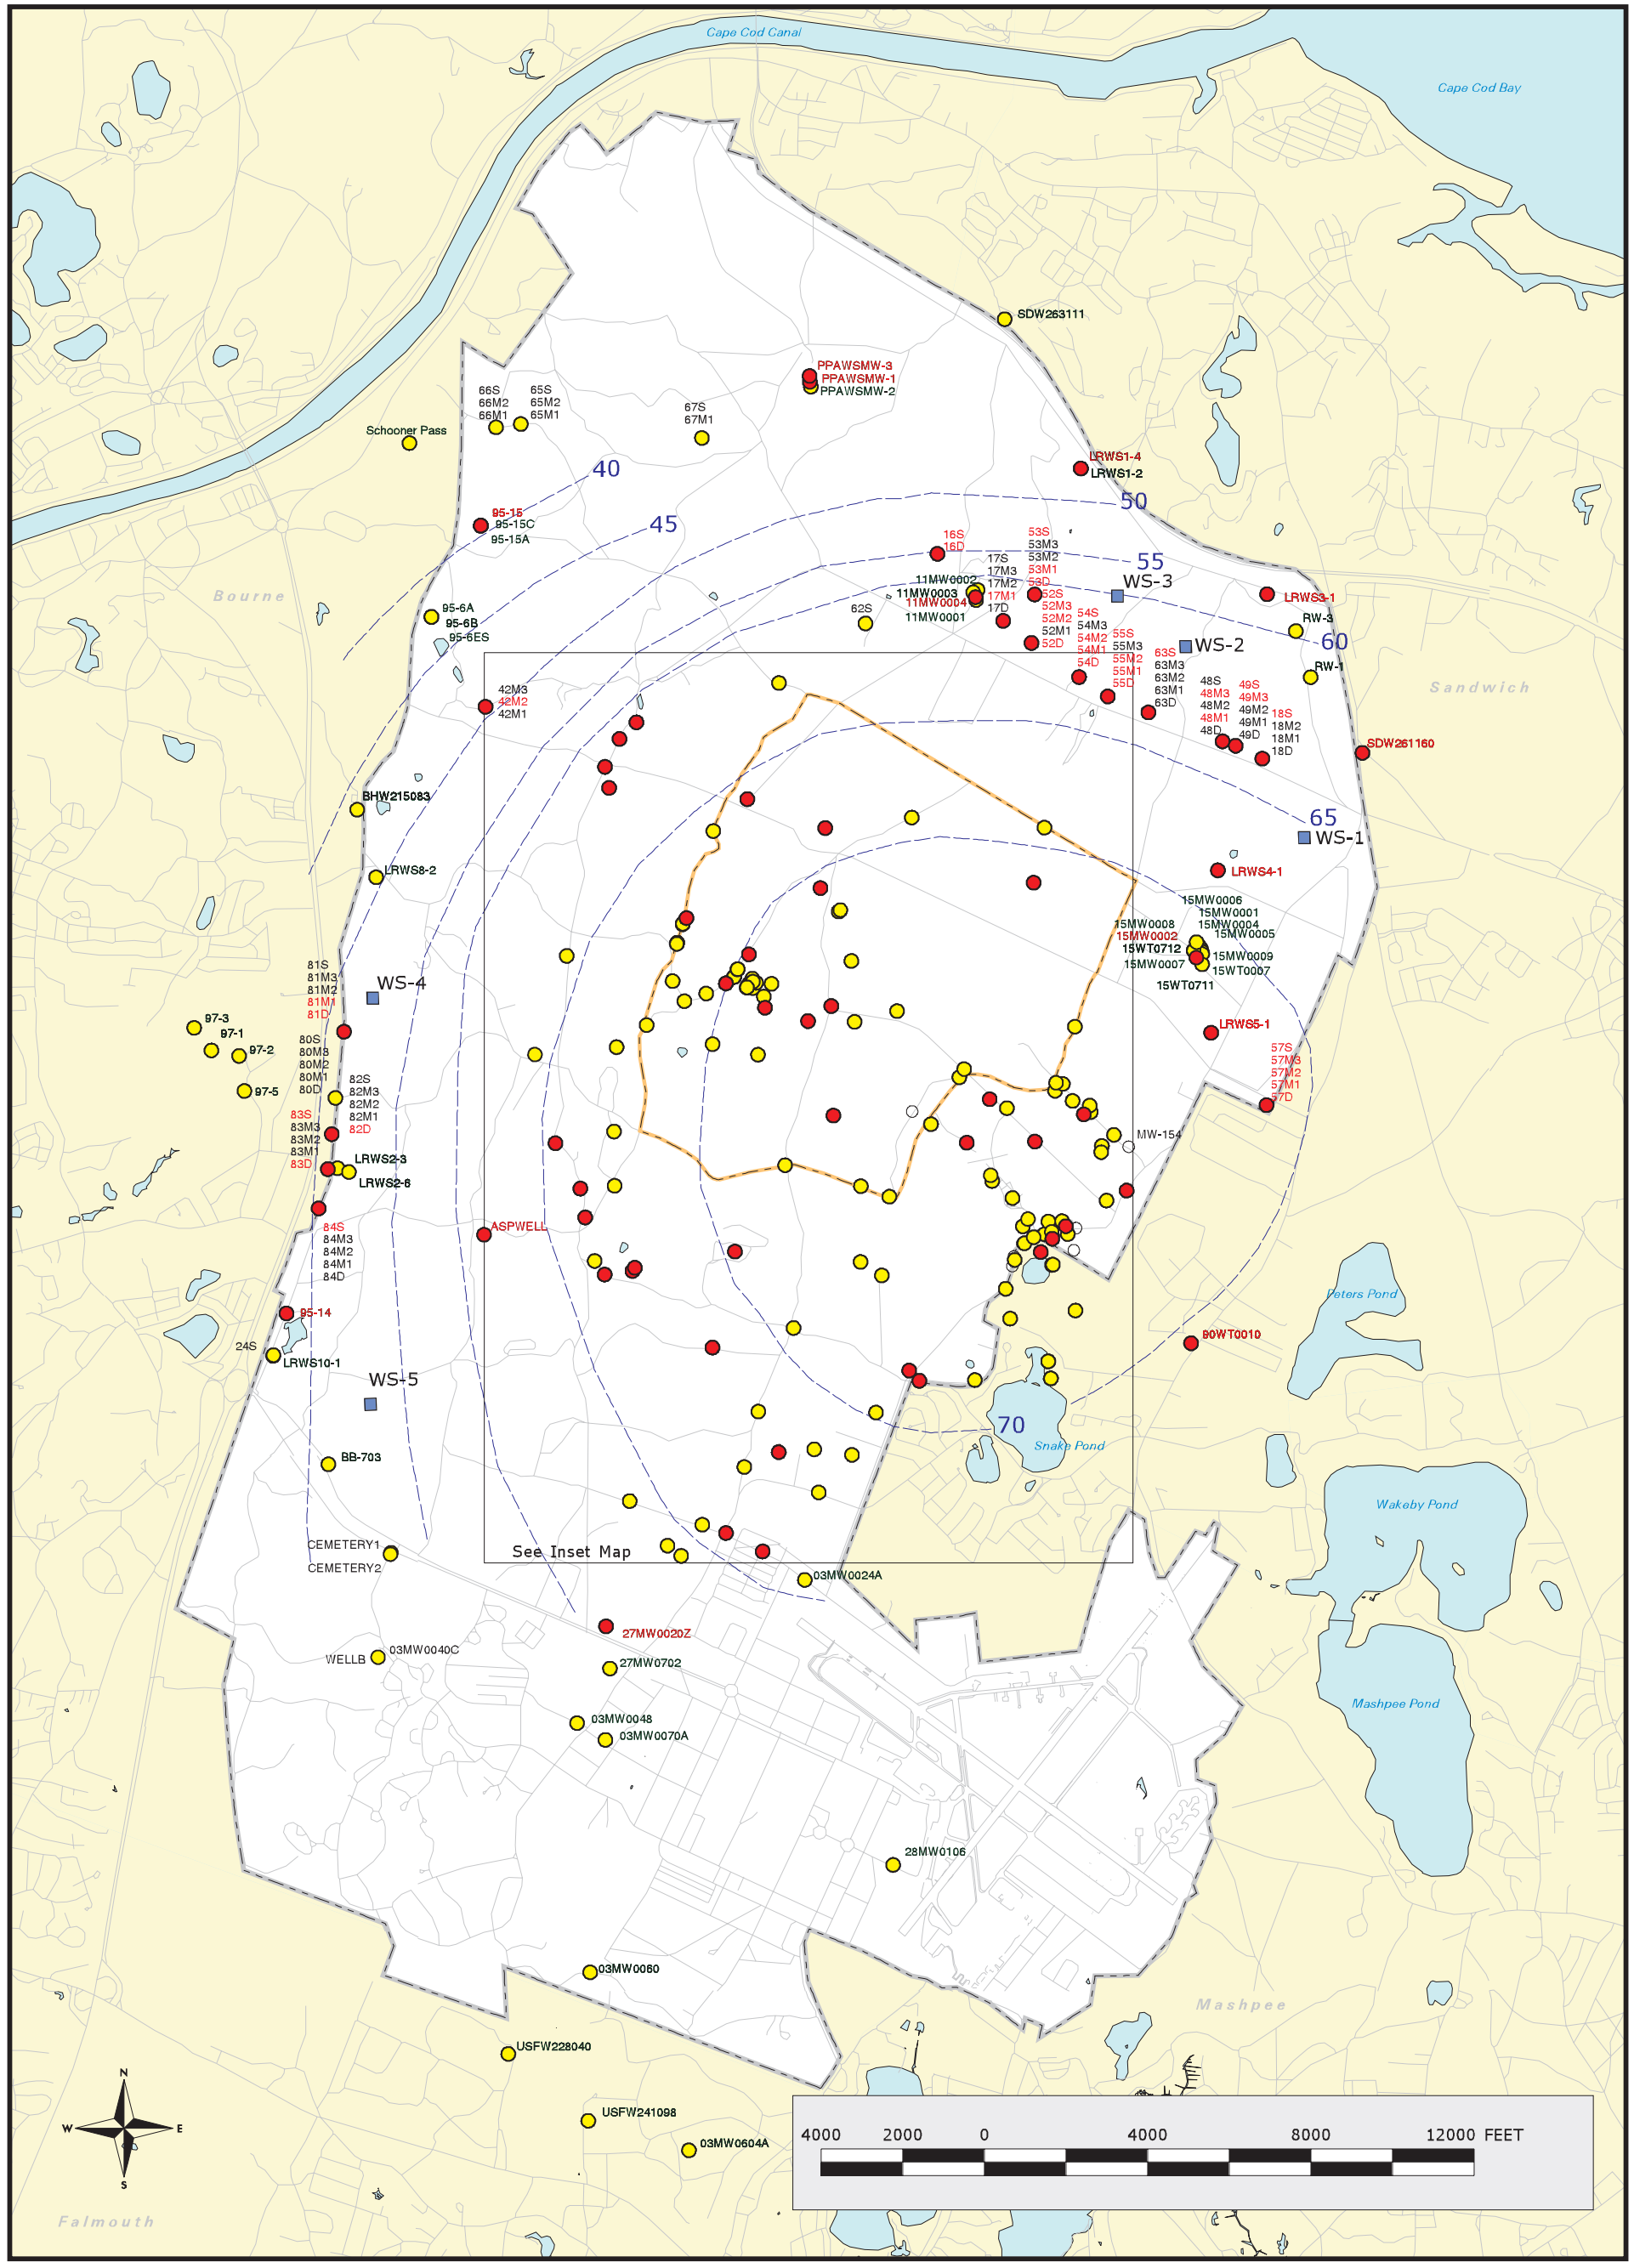 Cape Cod Canal
Cape Cod Bay
SDW263111
PPAWSMW-3
PPAWSMW-1
PPAWSMW-2
66S
66M2
66M1
65S
65M2
65M1
67S
67M1
Schooner Pass
LRWS1-4
LRWS1-2
40
45
50
55
95-15
95-15C
95-15A
16S
16D
53S
53M3
53M2
53M1
53D
17S
17M3
17M2
17M1
17D
11MW0002
11MW0003
11MW0004
11MW0001
WS-3
LRWS3-1
Bourne
95-6A
95-6B
95-6ES
62S
52S
52M3
52M2
52M1
52D
54S
54M3
54M2
54M1
54D
55S
55M3
55M2
55M1
55D
RW-3
60
WS-2
RW-1
63S
63M3
63M2
63M1
63D
48S
48M3
48M2
48M1
48D
49S
49M3
49M2
49M1
49D
18S
18M2
18M1
18D
Sandwich
42M3
42M2
42M1
SDW261160
BHW215083
65
WS-1
LRWS8-2
LRWS4-1
15MW0006
15MW0001
15MW0004
15MW0005
15MW0008
15MW0002
15WT0712
15MW0007
15MW0009
15WT0007
15WT0711
81S
81M3
81M2
81M1
81D
WS-4
97-3
97-1
97-2
97-5
80S
80M3
80M2
80M1
80D
LRWS5-1
57S
57M3
57M2
57M1
57D
82S
82M3
82M2
82M1
82D
83S
83M3
83M2
83M1
83D
MW-154
LRWS2-3
LRWS2-6
84S
84M3
84M2
84M1
84D
ASPWELL
95-14
Peters Pond
24S
LRWS10-1
90WT0010
WS-5
70
Snake Pond
BB-703
Wakeby Pond
CEMETERY1
CEMETERY2
See Inset Map
03MW0024A
27MW0020Z
WELLB
03MW0040C
27MW0702
Mashpee Pond
03MW0048
03MW0070A
28MW0106
03MW0060
Mashpee
USFW228040
USFW241098
03MW0604A
N
W
E
S
4000 2000 0 4000 8000 12000 FEET
Falmouth